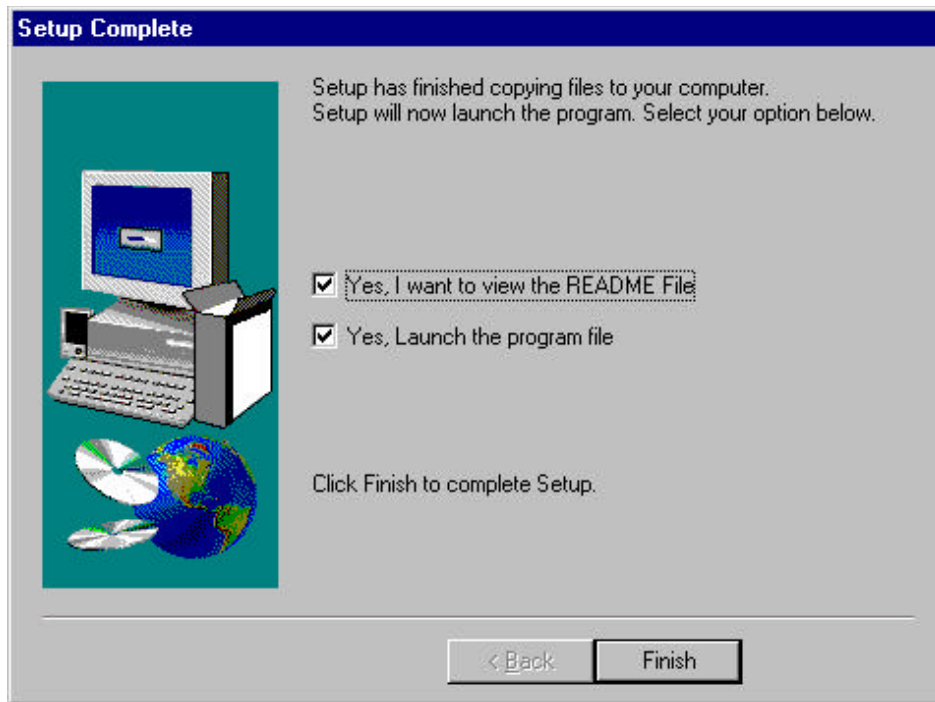 Setup Complete
Setup has finished copying files to your computer.
Setup will now launch the program. Select your option below.
Yes, I want to view the README File
Yes, Launch the program file
Click Finish to complete Setup.
< Back
Finish